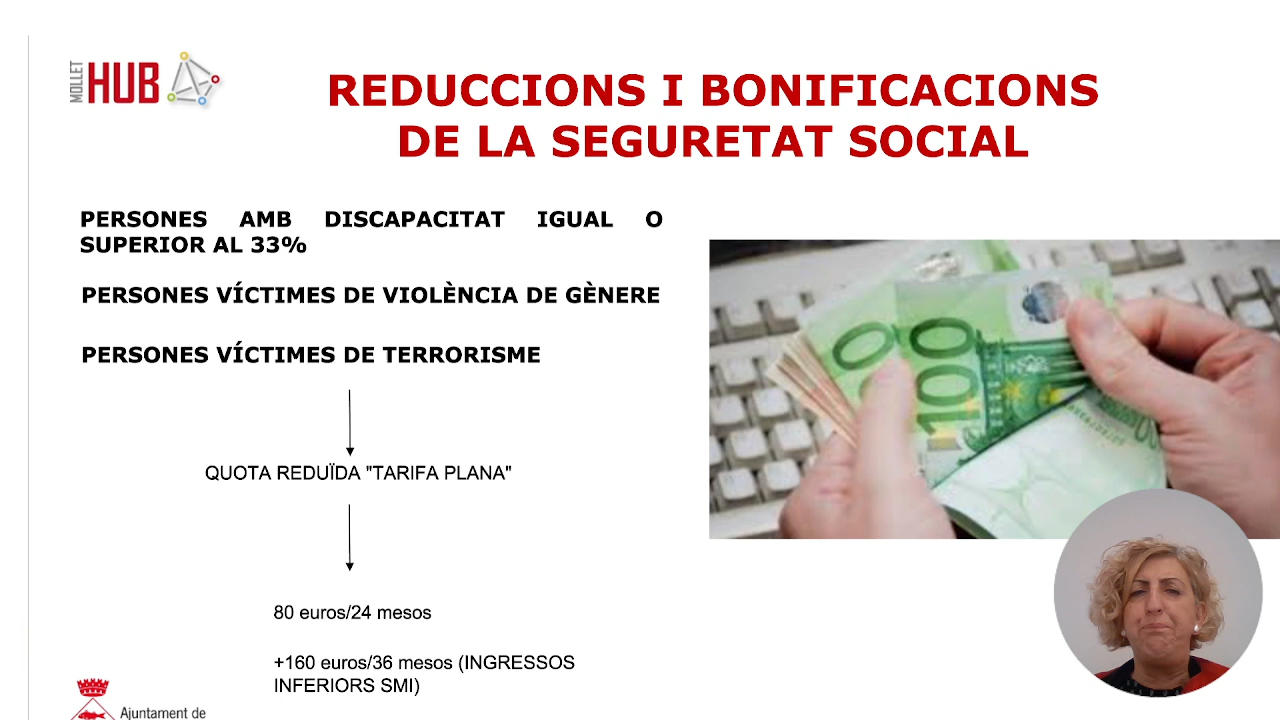 MOLLET
HUB
REDUCCIONS I BONIFICACIONS
DE LA SEGURETAT SOCIAL
PERSONES AMB DISCAPACITAT IGUAL O
SUPERIOR AL 33%
PERSONES VÍCTIMES DE VIOLÈNCIA DE GÈNERE
PERSONES VÍCTIMES DE TERRORISME
QUOTA REDUÏDA "TARIFA PLANA"
80 euros/24 mesos
+160 euros/36 mesos (INGRESSOS
INFERIORS SMI)
Ajuntament de
100